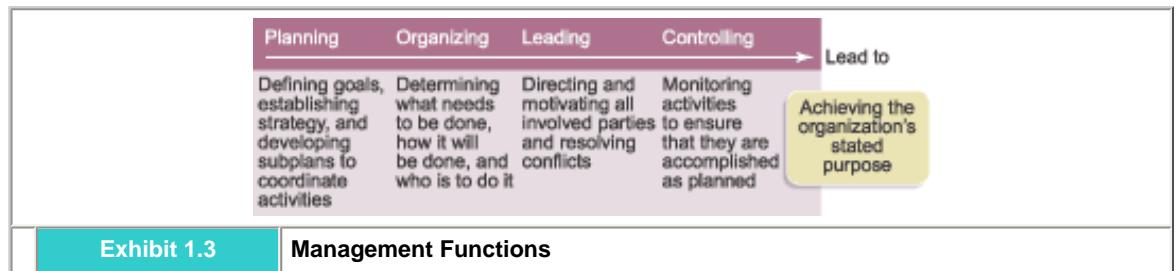 Planning
Organizing
Leading
Controlling
Lead to
Defining goals,
establishing
strategy, and
developing
subplans to
coordinate
activities
Determining
what needs
to be done,
how it will
be done, and
who is to do it
Directing and
motivating all
involved parties
and resolving
conflicts
Monitoring
activities
to ensure
that they are
accomplished
as planned
Achieving the
organization's
stated
purpose
Exhibit 1.3
Management Functions